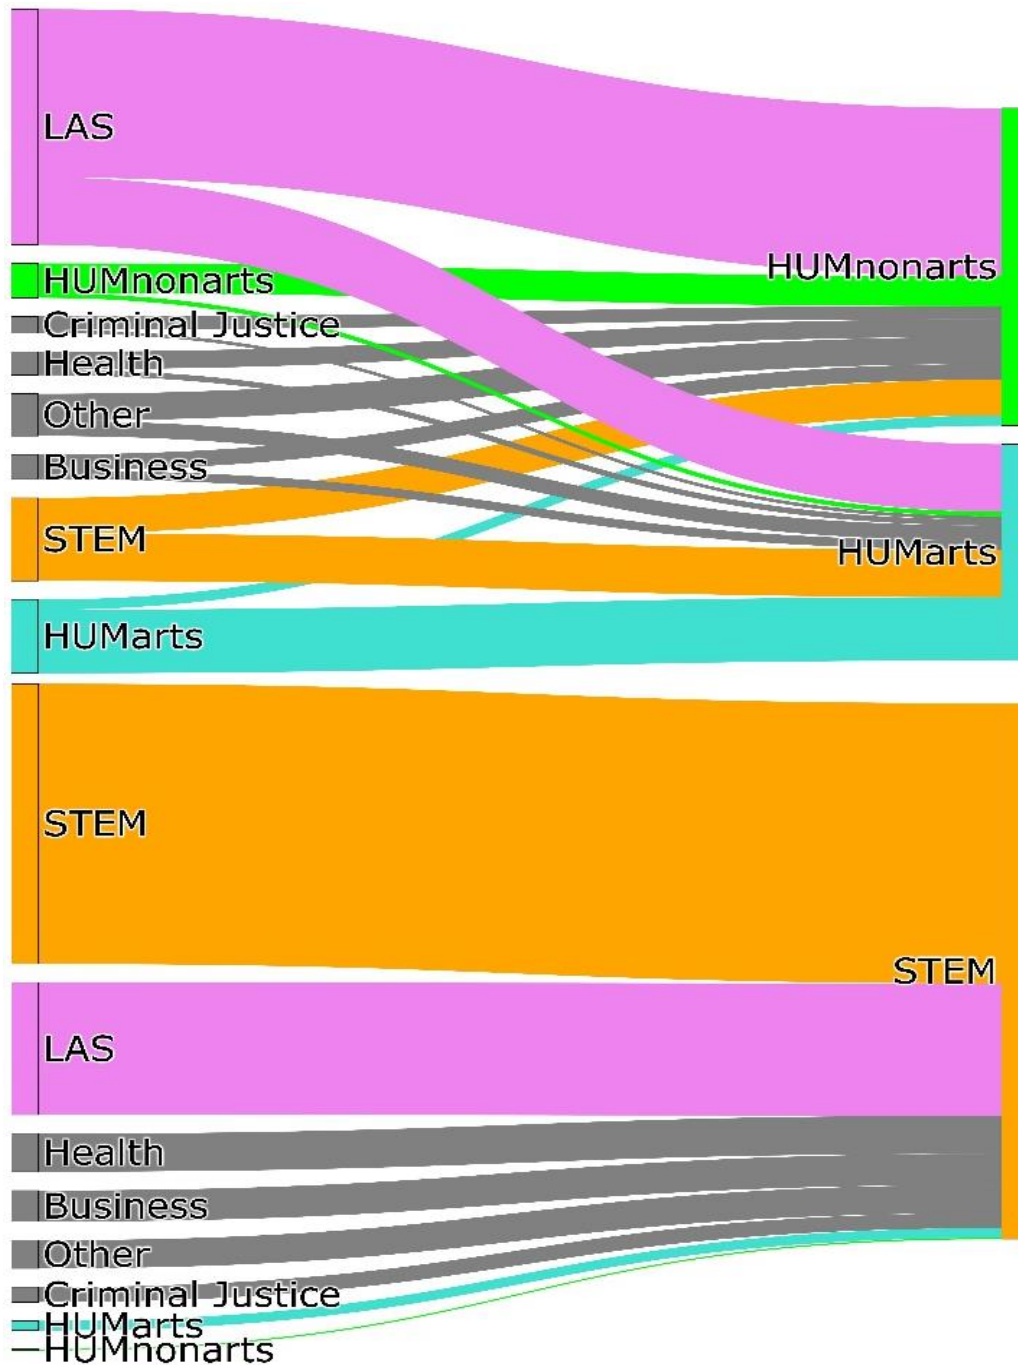 LAS
HUMnonarts
HUMnonarts
Criminal Justice
Health
Other
Business
STEM
HUMarts
HUMarts
STEM
STEM
LAS
Health
Business
Other
Criminal Justice
HUMarts
HUMnonarts